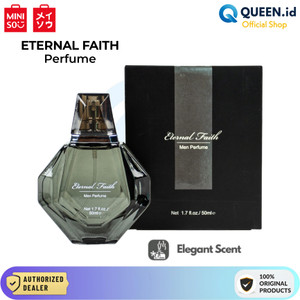 MINI
SO
メイ
ソウ
QUEEN.id
Official Shop
ETERNAL FAITH
Perfume
Eternal Faith
Men Perfume
Net 1.7 fl.oz./ 50ml℮
Eternal Faith
Men Perfume
Net 1.7 fl.oz./
50ml℮
Elegant Scent
AUTHORIZED
DEALER
100%
ORIGINAL
PRODUCTS